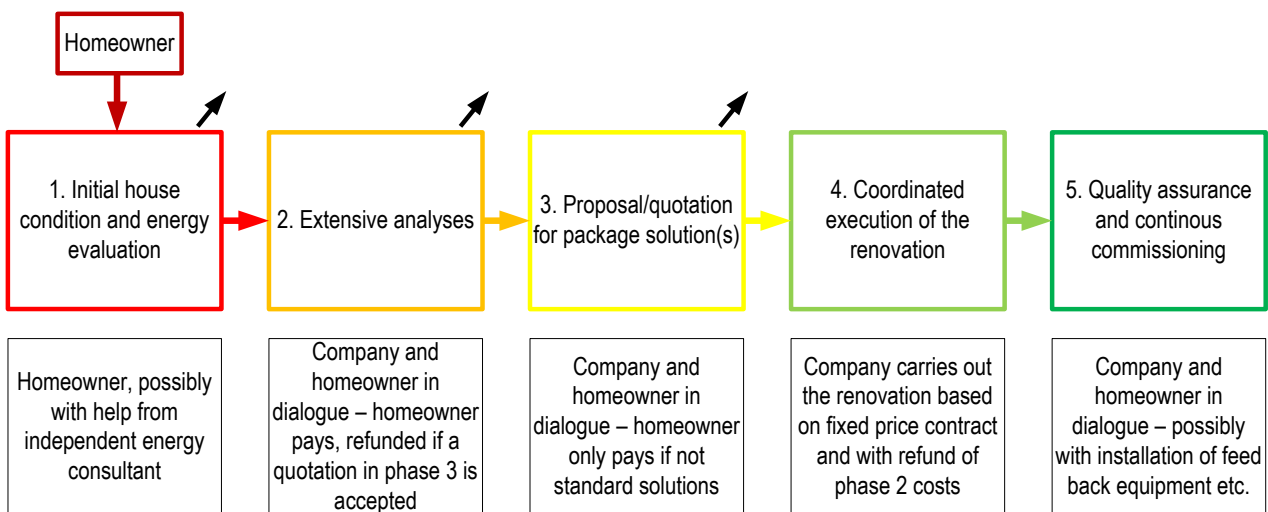 Homeowner
1. Initial house
condition and energy
evaluation
2. Extensive analyses
3. Proposal/quotation
for package solution(s)
4. Coordinated
execution of the
renovation
5. Quality assurance
and continous
commissioning
Homeowner, possibly
with help from
independent energy
consultant
Company and
homeowner in
dialogue – homeowner
pays, refunded if a
quotation in phase 3 is
accepted
Company and
homeowner in
dialogue – homeowner
only pays if not
standard solutions
Company carries out
the renovation based
on fixed price contract
and with refund of
phase 2 costs
Company and
homeowner in
dialogue – possibly
with installation of feed
back equipment etc.